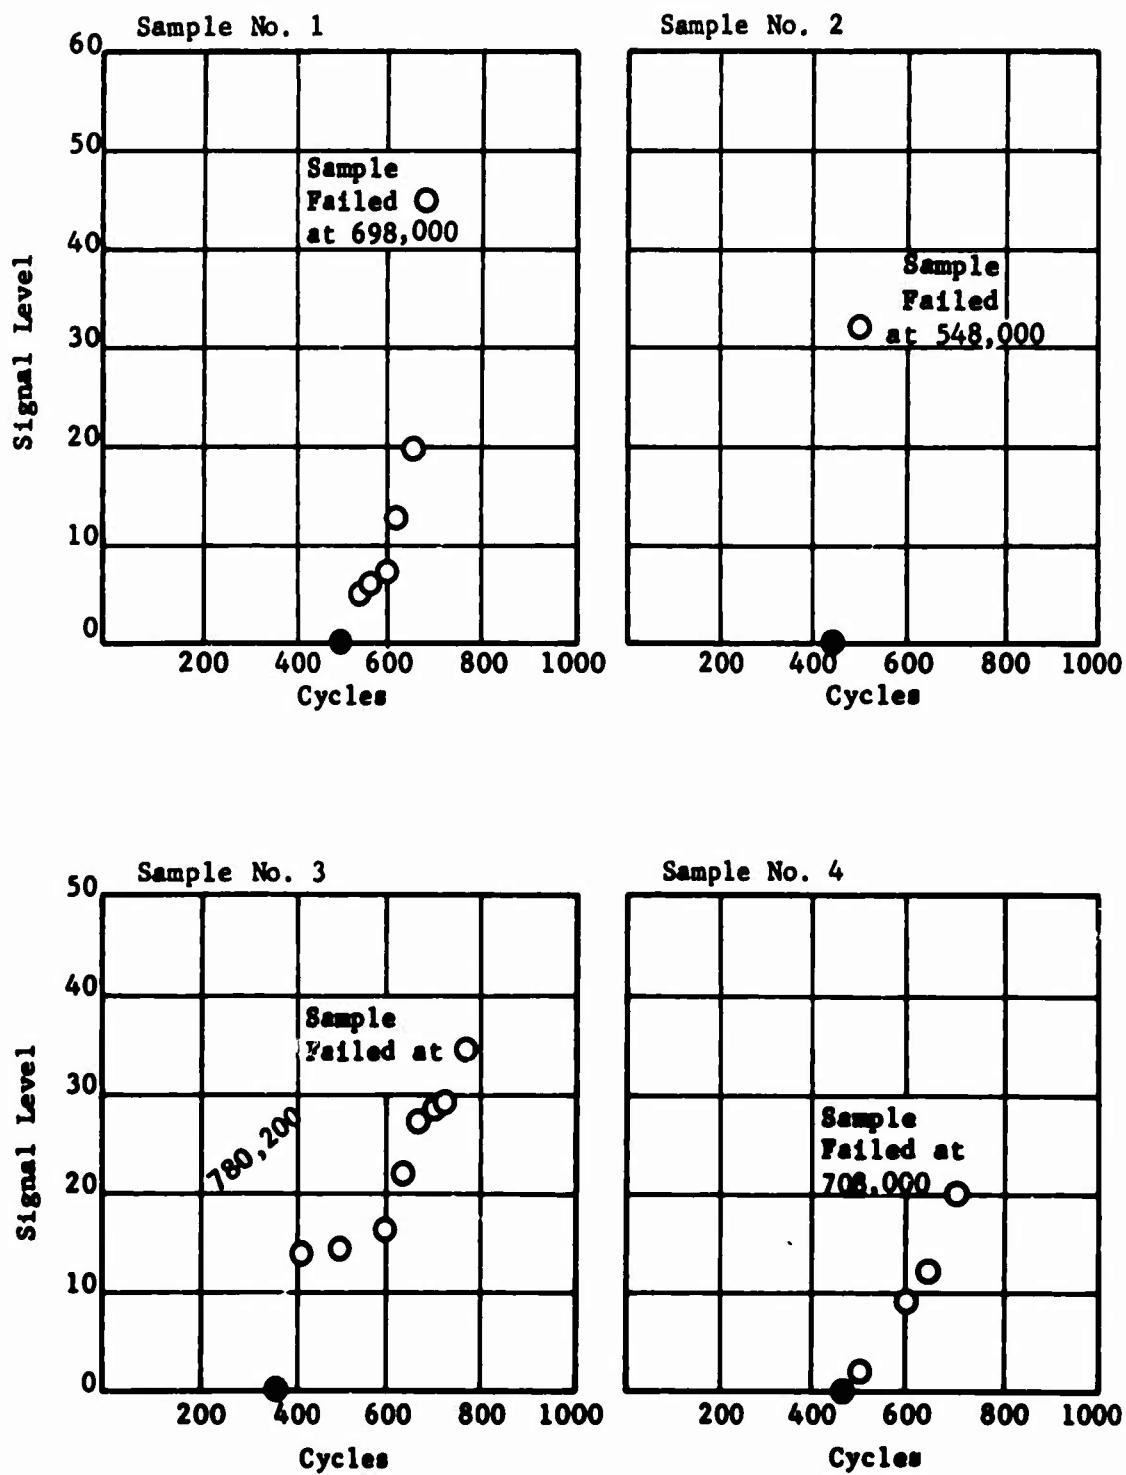 Sample No. 1
60
50
40
30
20
10
0
Signal Level
Sample
Failed
at 698,000
200 400 600 800 1000
Cycles
Sample No. 2
Sample
Failed
at 548,000
200 400 600 800 1000
Cycles
Sample No. 3
50
40
30
20
10
0
Signal Level
Sample
Failed at
780,200
200 400 600 800 1000
Cycles
Sample No. 4
Sample
Failed at
200 400 600 800 1000
Cycles